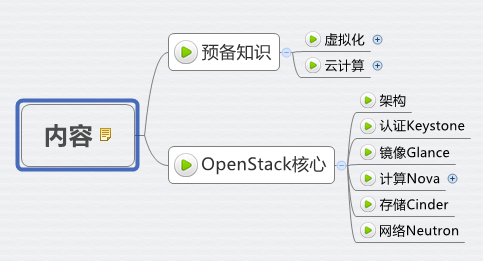 内容
预备知识
虚拟化
云计算
OpenStack核心
架构
认证Keystone
镜像Glance
计算Nova
存储Cinder
网络Neutron